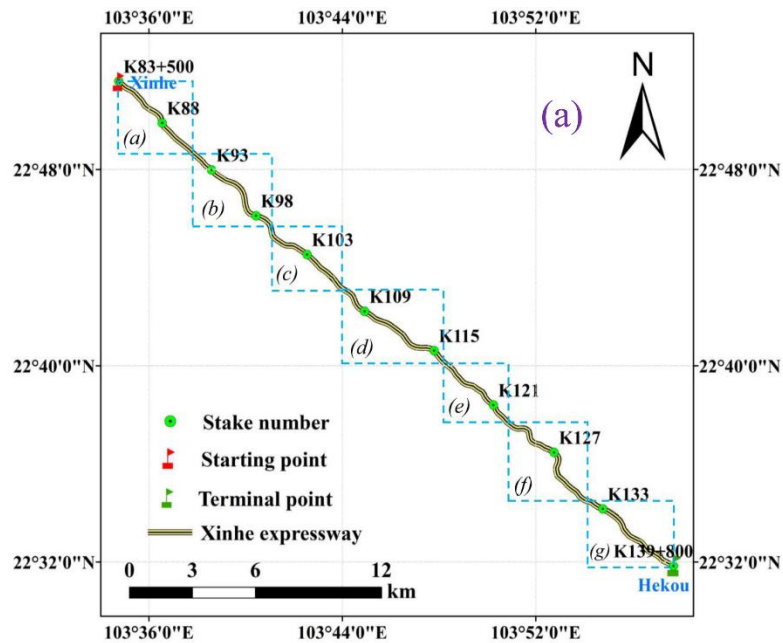 103°36'0"E 103°44'0"E 103°52'0"E
K83+500
Xinhe
N
(a)
K88
(a)
22°48'0"N K93 22°48'0"N
(b)
K98
K103
(c)
K109
(d)
K115
22°40'0"N 22°40'0"N
(e)
K121
Stake number
K127
Starting point
(f)
Terminal point
K133
Xinhe expressway
(g) K139+800
22°32'0"N 22°32'0"N
0 3 6 12
km
Hekou
103°36'0"E 103°44'0"E 103°52'0"E